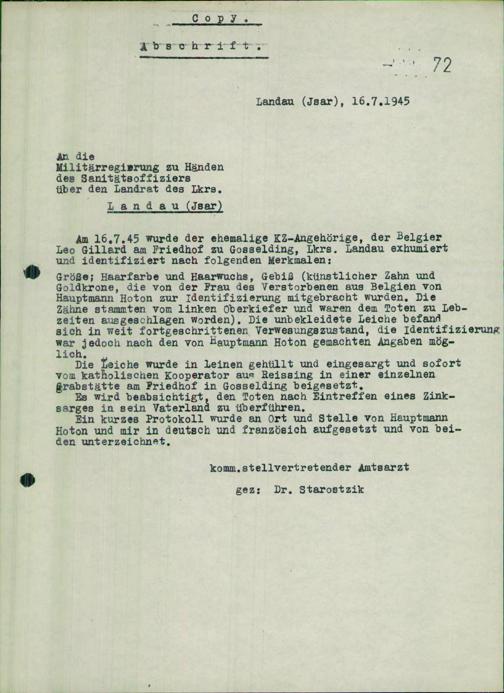 Copy.
Abschrift.
72
Landau (Jsar), 16.7.1945
An die
Militärregierung zu Händen
des Sanitätsoffiziers
über den Landrat des Lkrs.
Landau (Jsar)
Am 16.7.45 wurde der ehemalige KZ-Angehörige, der Belgier
Leo Gillard am Friedhof zu Gosselding, Lkrs. Landau exhumiert
und identifiziert nach folgenden Merkmalen:
Größe; Haarfarbe und Haarwuchs, Gebiß (künstlicher Zahn und
Goldkrone, die von der Frau des Verstorbenen aus Belgien von
Hauptmann Hoton zur Identifizierung mitgebracht wurden. Die
Zähne stammten vom linken Oberkiefer und waren dem Toten zu Leb-
zeiten ausgeschlagen worden). Die unbekleidete Leiche befand
sich in weit fortgeschrittenen Verwesungszustand, die Identifizierung
war jedoch nach den von Hauptmann Hoton gemachten Angaben mög-
lich.
Die Leiche wurde in Leinen gehüllt und eingesargt und sofort
vom katholischen Kooperator aus Reissing in einer einzelnen
Grabstätte am Friedhof in Gosselding beigesetzt.
Es wird beabsichtigt, den Toten nach Eintreffen eines Zink-
sarges in sein Vaterland zu überführen.
Ein kurzes Protokoll wurde an Ort und Stelle von Hauptmann
Hoton und mir in deutsch und französich aufgesetzt und von bei-
den unterzeichnet.
komm.stellvertretender Amtsarzt
gez: Dr. Starostzik